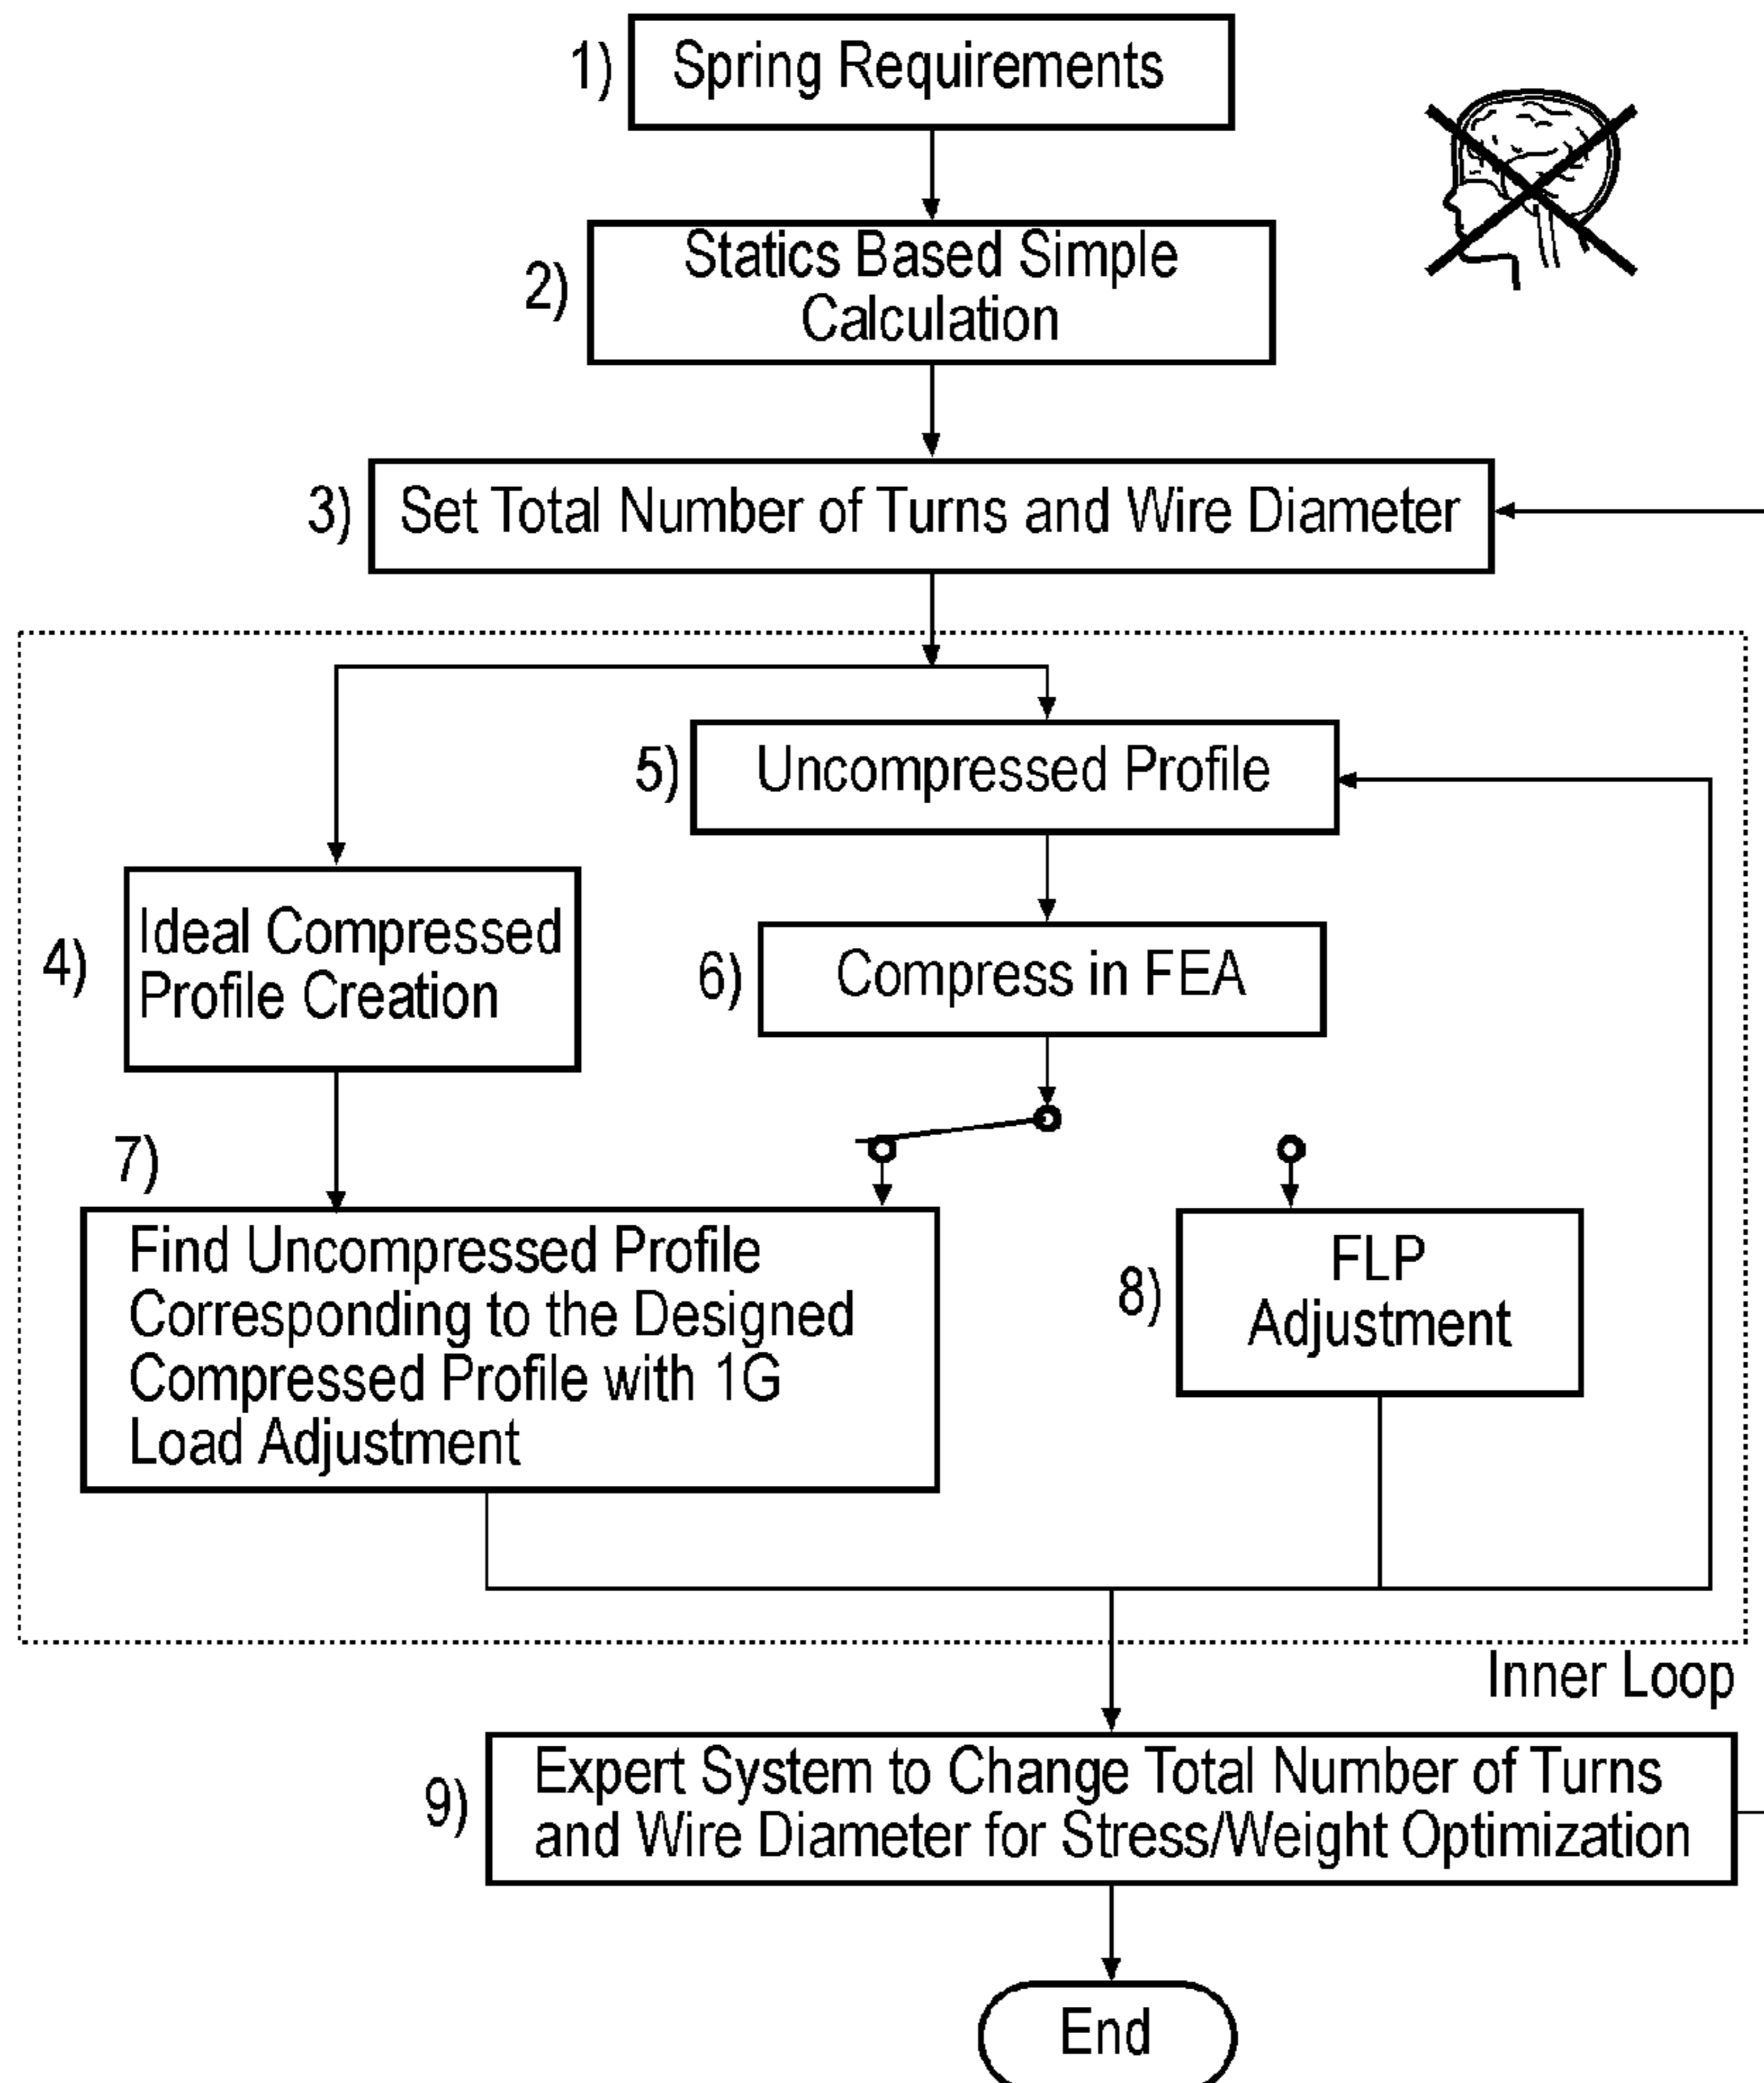 1) Spring Requirements
2) Statics Based Simple
Calculation
3) Set Total Number of Turns and Wire Diameter
5) Uncompressed Profile
4) Ideal Compressed
Profile Creation
6) Compress in FEA
7)
Find Uncompressed Profile
Corresponding to the Designed
Compressed Profile with 1G
Load Adjustment
8) FLP
Adjustment
Inner Loop
9) Expert System to Change Total Number of Turns
and Wire Diameter for Stress/Weight Optimization
End